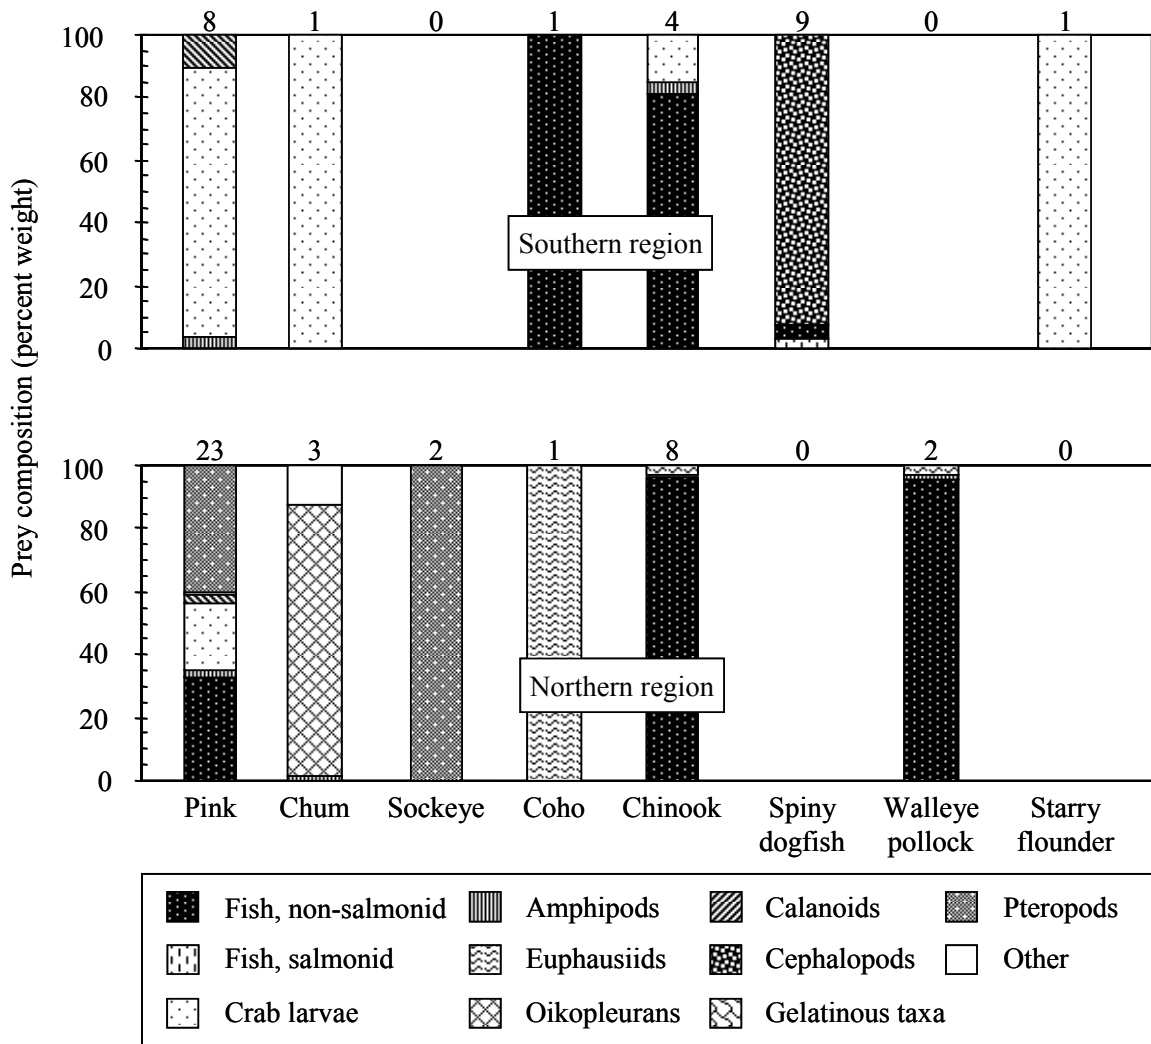 8 1 0 1 4 9 0 1
100
80
60
40
20
0
Southern region
Prey composition (percent weight)
23 3 2 1 8 0 2 0
100
80
60
40
20
0
Northern region
Pink Chum Sockeye Coho Chinook Spiny Walleye Starry
dogfish pollock flounder
Fish, non-salmonid Amphipods Calanoids Pteropods
Fish, salmonid Euphausiids Cephalopods Other
Crab larvae Oikopleurans Gelatinous taxa